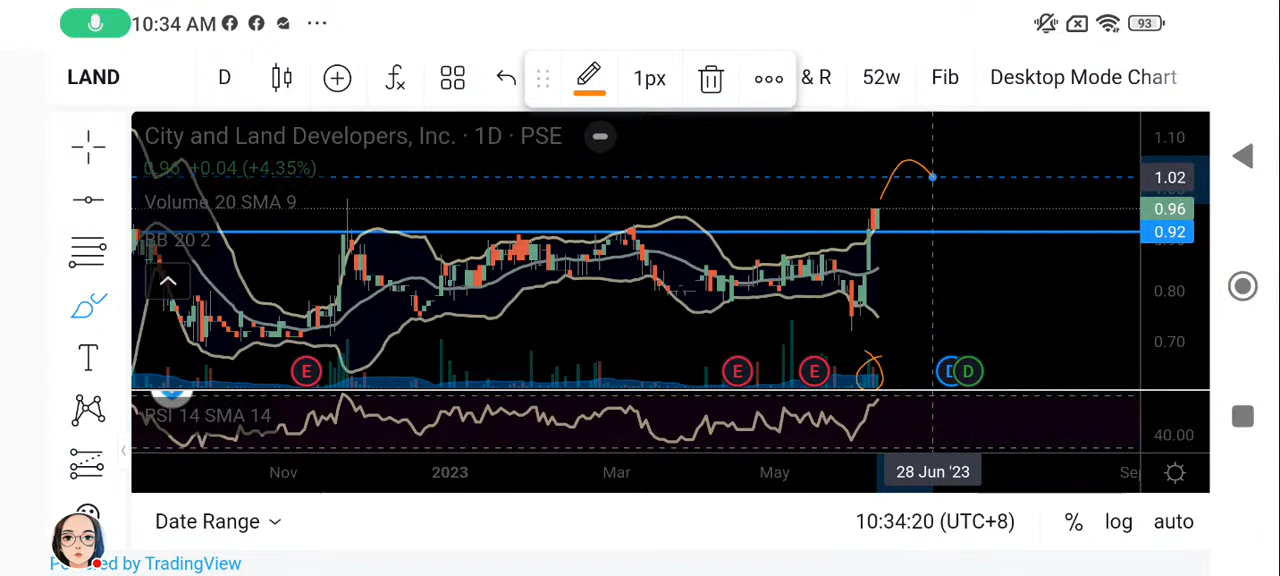 10:34 AM ... 93
LAND D 1px & R 52w Fib Desktop Mode Chart
City and Land Developers, Inc. · 1D · PSE
0.96 +0.04 (+4.35%)
Volume 20 SMA 9
BB 20 2
1.10
1.02
0.96
0.92
0.80
0.70
E E E D D
RSI 14 SMA 14
40.00
Nov 2023 Mar May 28 Jun '23 Se
Date Range 10:34:20 (UTC+8) % log auto
by TradingView